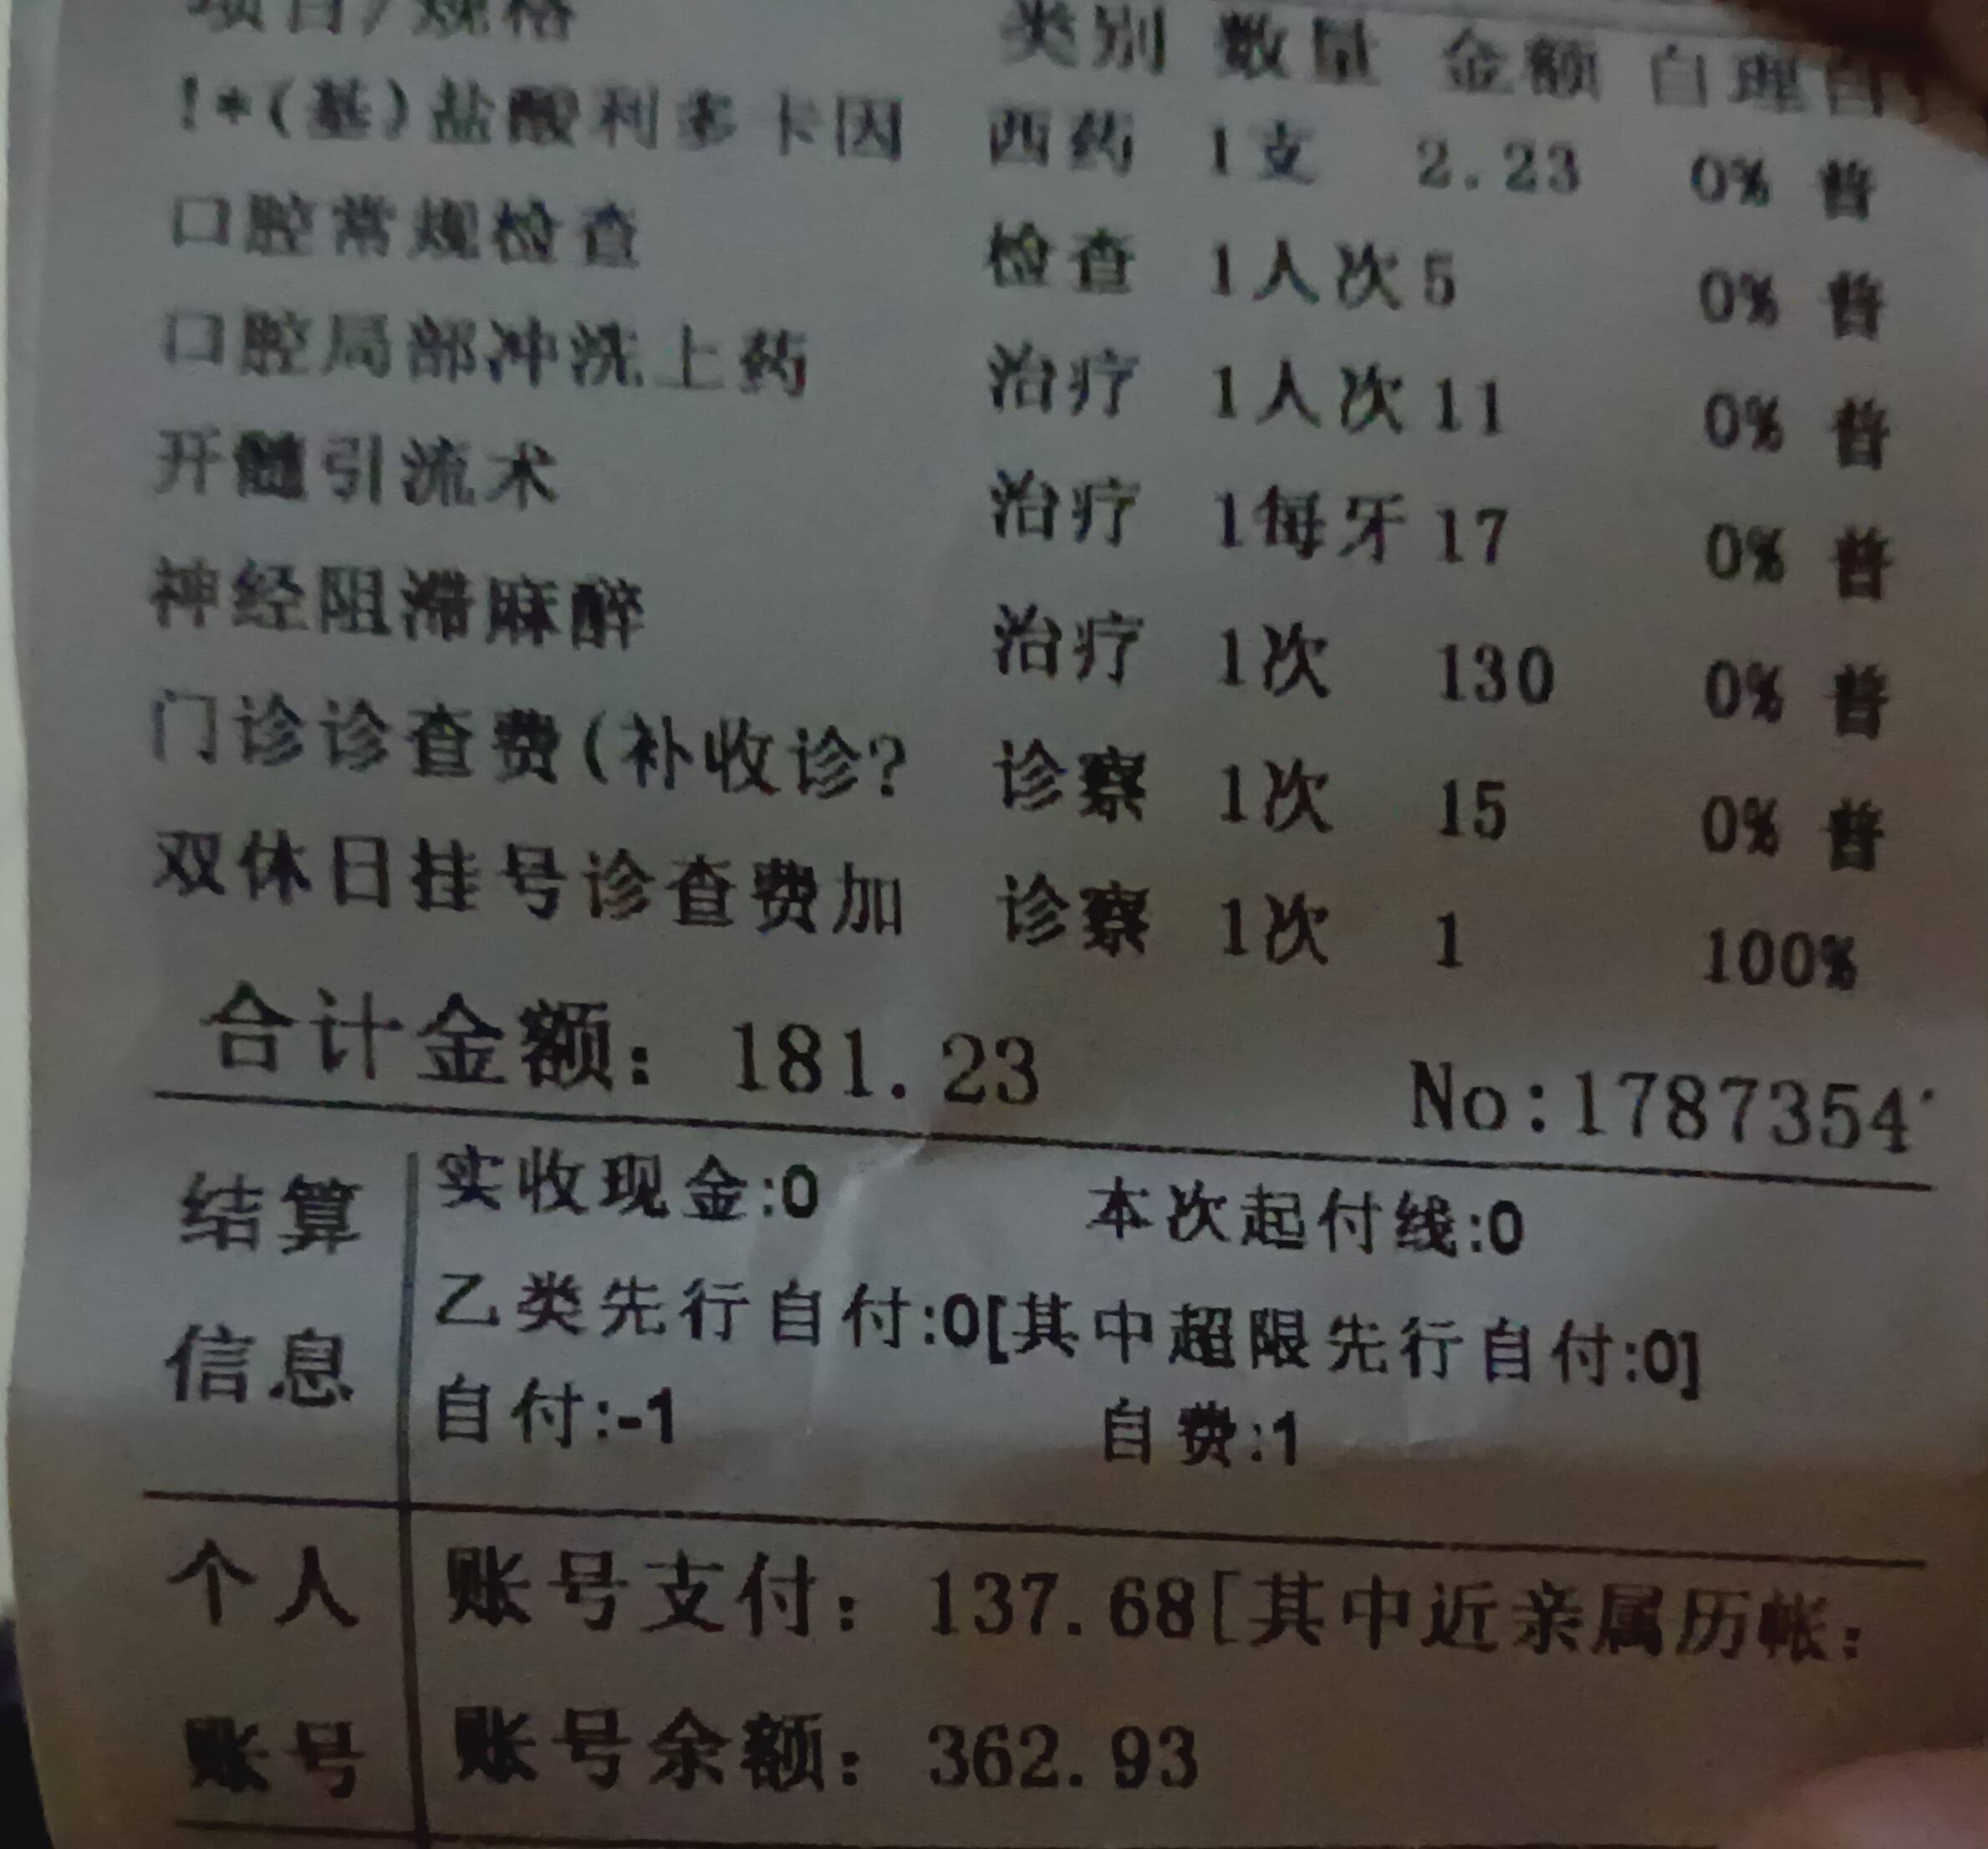 项目/规格 类别 数量 金额 自理 自
!*(基)盐酸利多卡因 西药 1支 2.23 0% 普
口腔常规检查 检查 1人次 5 0% 普
口腔局部冲洗上药 治疗 1人次 11 0% 普
开髓引流术 治疗 1每牙 17 0% 普
神经阻滞麻醉 治疗 1次 130 0% 普
门诊诊查费(补收诊? 诊察 1次 15 0% 普
双休日挂号诊查费加 诊察 1次 1 100%
合计金额: 181.23 No:1787354
结算信息
实收现金:0 本次起付线:0
乙类先行自付:0[其中超限先行自付:0]
自付:-1 自费:1
个人账号
账号支付: 137.68[其中近亲属历帐:
账号余额: 362.93